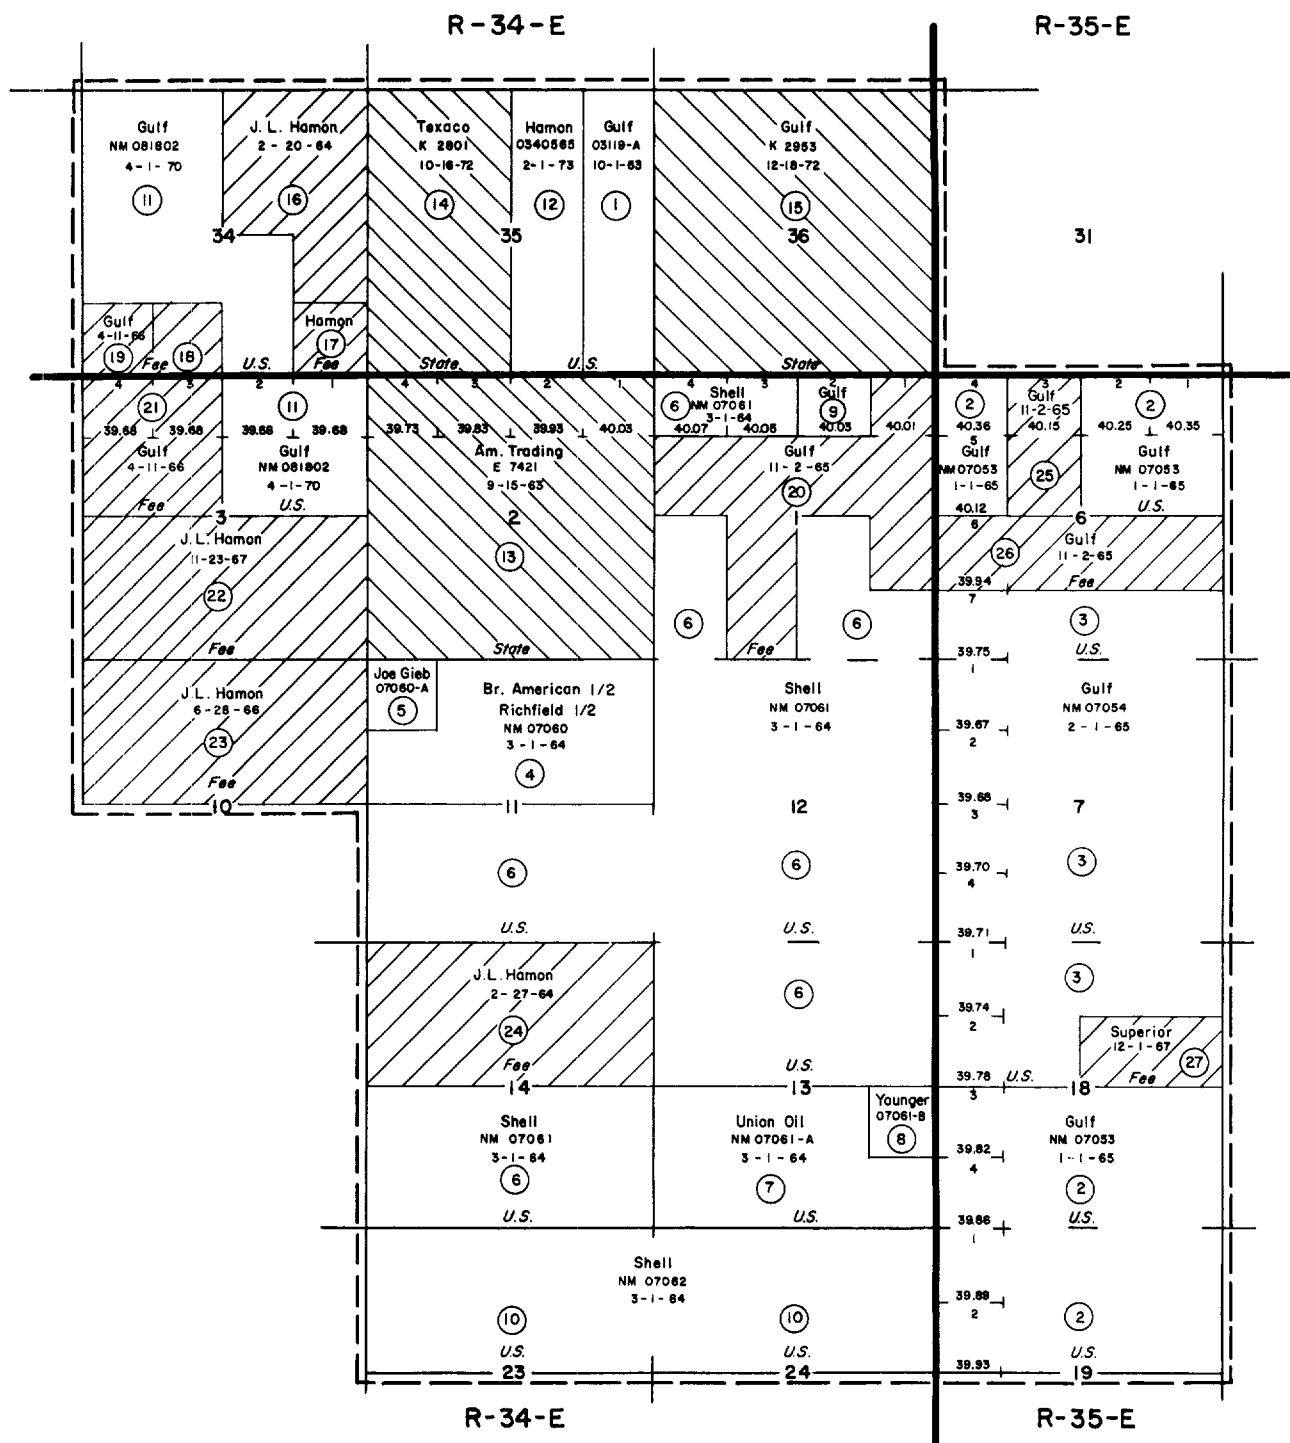 R-34-E
R-35-E
Gulf
NM 081802
4-1-70
11
J. L. Hamon
2-20-64
16
34
Texaco
K 2801
10-16-72
14
35
Hamon
0340565
2-1-73
12
Gulf
03119-A
10-1-63
1
Gulf
K 2953
12-18-72
15
36
31
Gulf
4-11-66
19
Fee
18
U.S.
Hamon
17
Fee
State
U.S.
State
4 3 2 1
21
39.68 39.68
Gulf
4-11-66
Fee
11
39.68 39.68
Gulf
NM 081802
4-1-70
U.S.
3
4 3 2 1
39.73 39.83 39.93 40.03
Am. Trading
E 7421
9-15-63
2
13
State
4 3 2 1
6
Shell
NM 07061
3-1-64
Gulf
9
40.07 40.05 40.03 40.01
Gulf
11-2-65
20
1
6
6
Fee
4 3 2 1
2
40.36
5
Gulf
NM 07053
1-1-65
40.12
6
Gulf
11-2-65
40.15
25
2
40.25 40.35
Gulf
NM 07053
1-1-65
U.S.
6
26
Gulf
11-2-65
Fee
39.94
7
3
U.S.
39.75
1
J.L. Hamon
11-23-67
22
Fee
J.L. Hamon
6-28-66
23
Fee
10
Joe Gieb
07060-A
5
Br. American 1/2
Richfield 1/2
NM 07060
3-1-64
4
11
6
U.S.
Shell
NM 07061
3-1-64
12
6
U.S.
Gulf
NM 07054
2-1-65
39.67
2
39.68
3
7
39.70
4
3
U.S.
39.71
1
J.L. Hamon
2-27-64
24
Fee
14
6
U.S.
13
3
39.74
2
Superior
12-1-67
27
Fee
39.78
3
U.S.
18
Shell
NM 07061
3-1-64
6
U.S.
Union Oil
NM 07061-A
3-1-64
7
U.S.
Younger
07061-B
8
39.82
4
Gulf
NM 07053
1-1-65
2
U.S.
39.86
1
Shell
NM 07062
3-1-64
10
U.S.
23
10
U.S.
24
39.89
2
2
U.S.
39.93
19
R-34-E
R-35-E